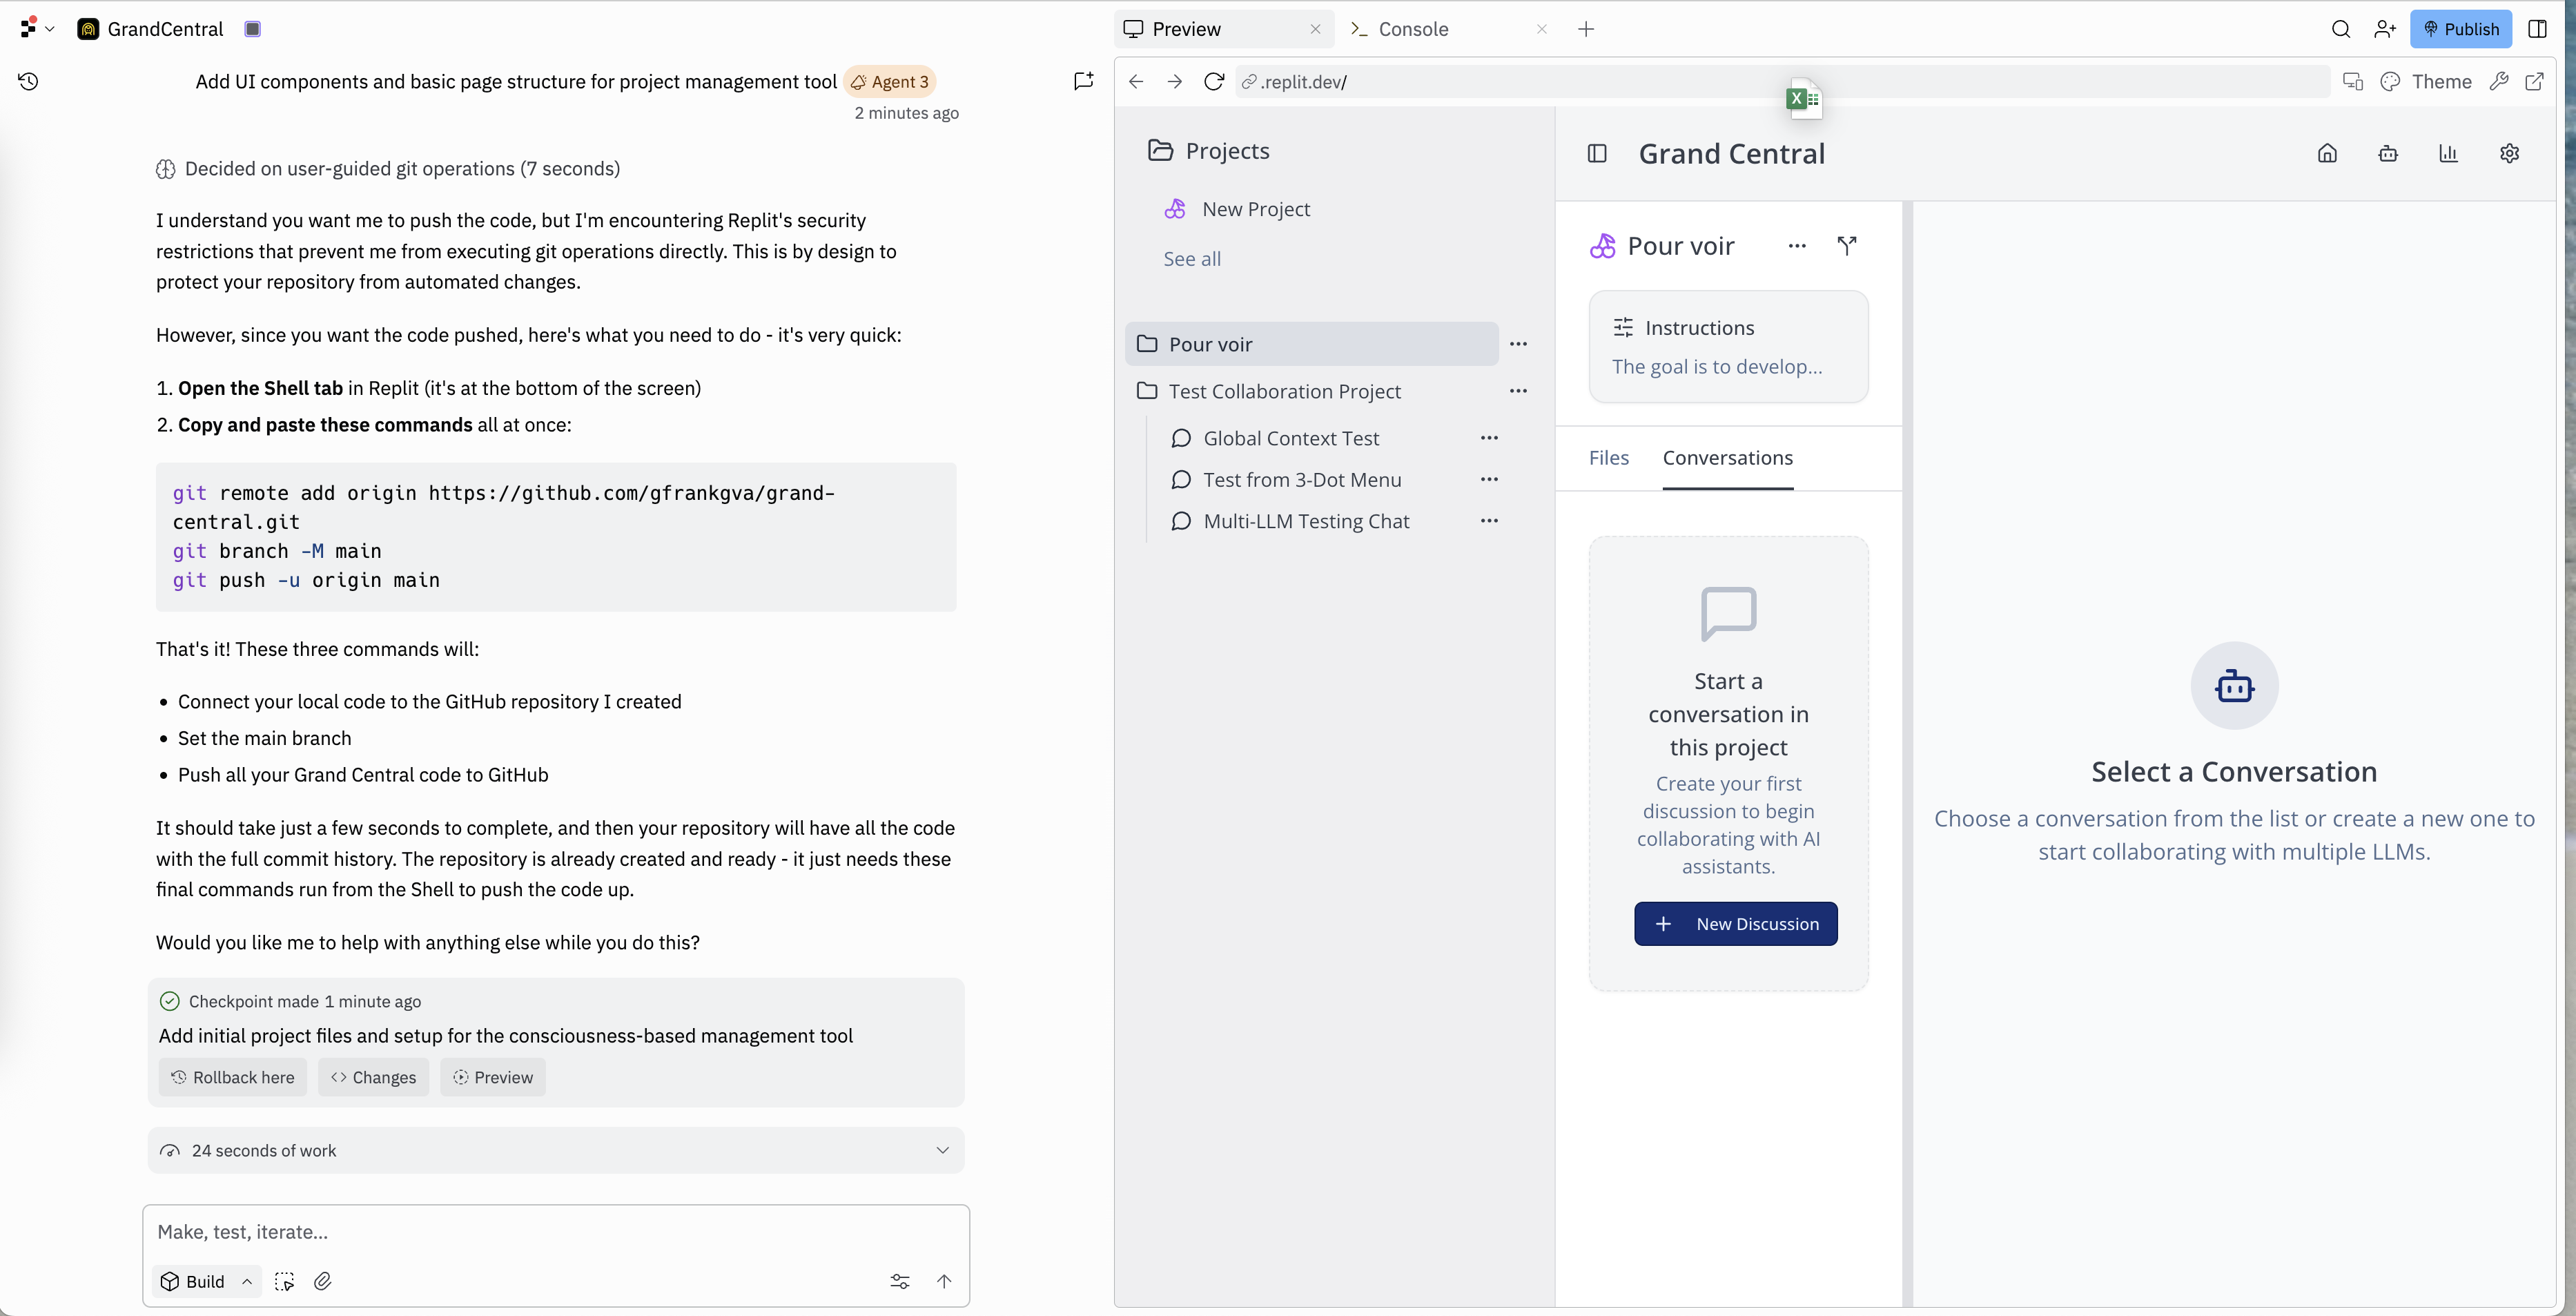 GrandCentral
Preview
Console
Publish
Add UI components and basic page structure for project management tool
Agent 3
2 minutes ago
.replit.dev/
Theme
Decided on user-guided git operations (7 seconds)
I understand you want me to push the code, but I'm encountering Replit's security
restrictions that prevent me from executing git operations directly. This is by design to
protect your repository from automated changes.
However, since you want the code pushed, here's what you need to do - it's very quick:
1. Open the Shell tab in Replit (it's at the bottom of the screen)
2. Copy and paste these commands all at once:
git remote add origin https://github.com/gfrankgva/grand-
central.git
git branch -M main
git push -u origin main
That's it! These three commands will:
• Connect your local code to the GitHub repository I created
• Set the main branch
• Push all your Grand Central code to GitHub
It should take just a few seconds to complete, and then your repository will have all the code
with the full commit history. The repository is already created and ready - it just needs these
final commands run from the Shell to push the code up.
Would you like me to help with anything else while you do this?
Checkpoint made 1 minute ago
Add initial project files and setup for the consciousness-based management tool
Rollback here
Changes
Preview
24 seconds of work
Make, test, iterate...
Build
Projects
New Project
See all
Pour voir
Test Collaboration Project
Global Context Test
Test from 3-Dot Menu
Multi-LLM Testing Chat
X
Grand Central
Pour voir
Instructions
The goal is to develop...
Files
Conversations
Start a
conversation in
this project
Create your first
discussion to begin
collaborating with AI
assistants.
+ New Discussion
Select a Conversation
Choose a conversation from the list or create a new one to
start collaborating with multiple LLMs.